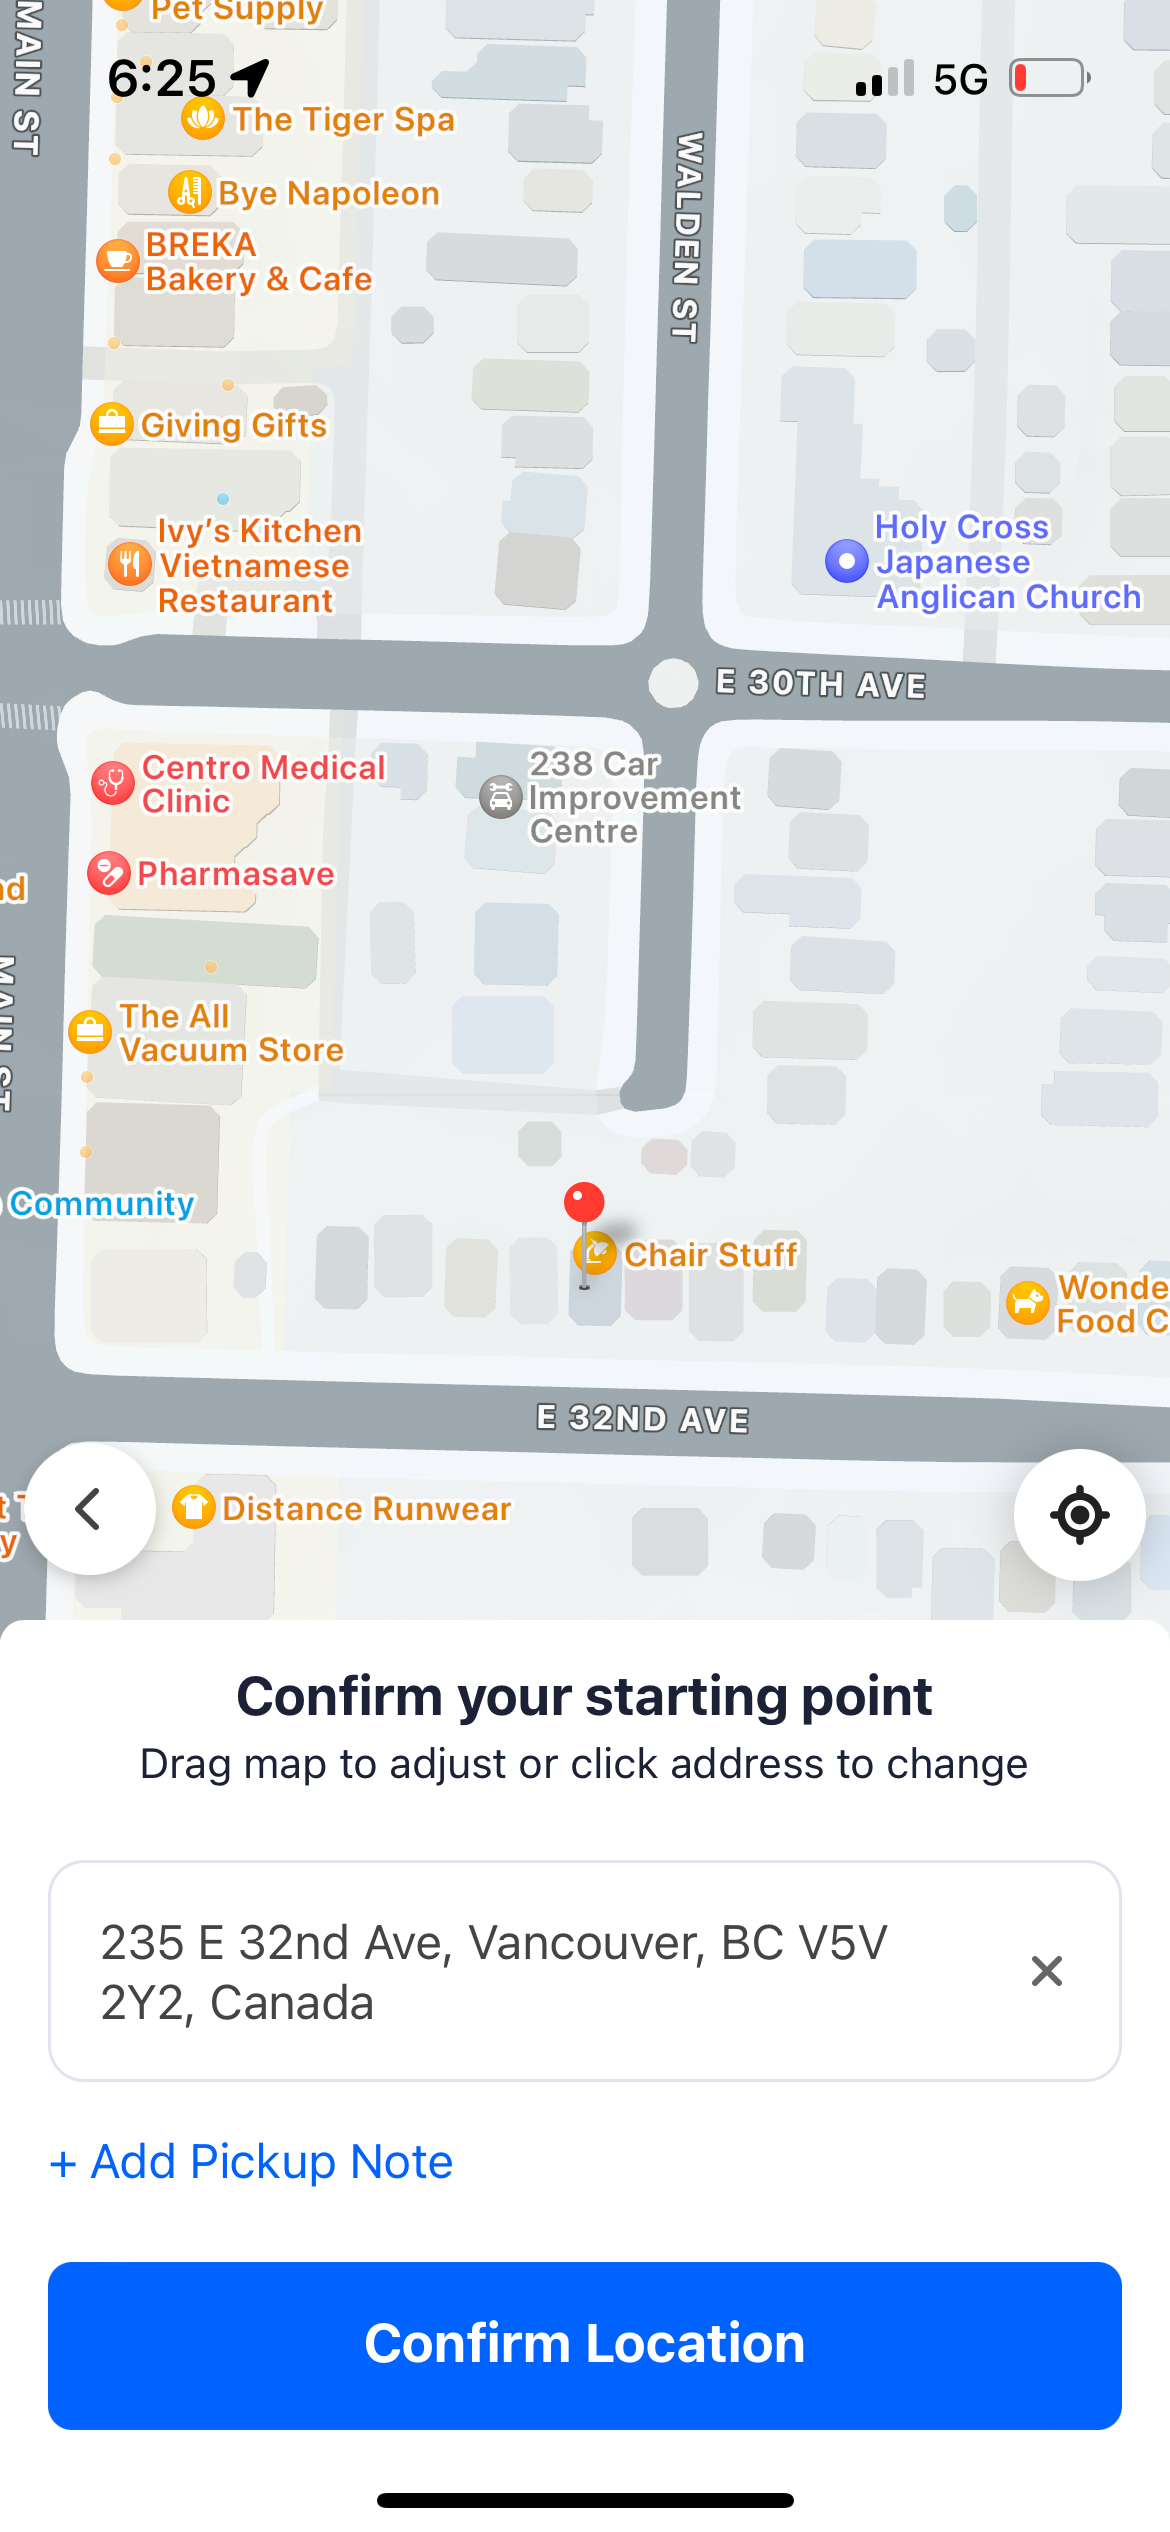 Pet Supply
MAIN ST
6:25
5G
The Tiger Spa
WALDEN ST
Bye Napoleon
BREKA
Bakery & Cafe
Giving Gifts
Ivy's Kitchen
Vietnamese
Restaurant
Holy Cross
Japanese
Anglican Church
E 30TH AVE
Centro Medical
Clinic
238 Car
Improvement
Centre
Pharmasave
MAIN ST
The All
Vacuum Store
Community
Chair Stuff
Wonde
Food C
E 32ND AVE
Distance Runwear
Confirm your starting point
Drag map to adjust or click address to change
235 E 32nd Ave, Vancouver, BC V5V
2Y2, Canada
+ Add Pickup Note
Confirm Location